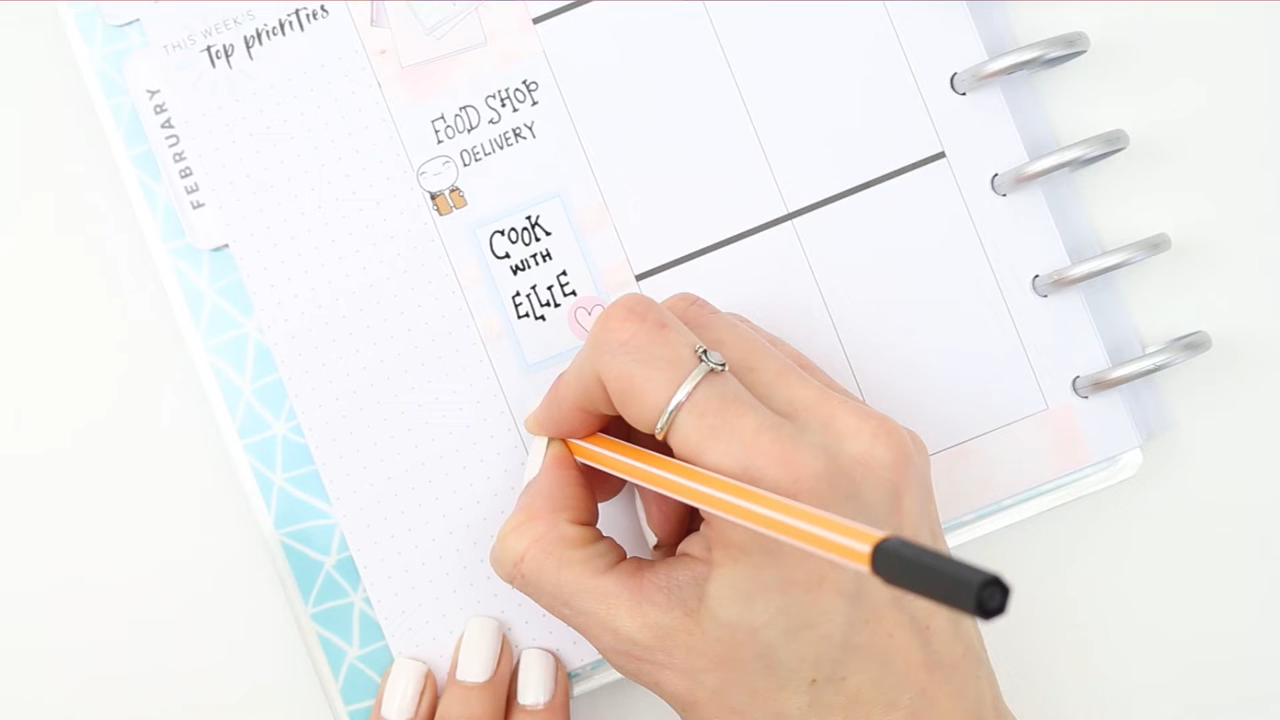 THIS WEEK'S
top priorities
FEBRUARY
FOOD SHOP
DELIVERY
COOK
WITH
ELLIE